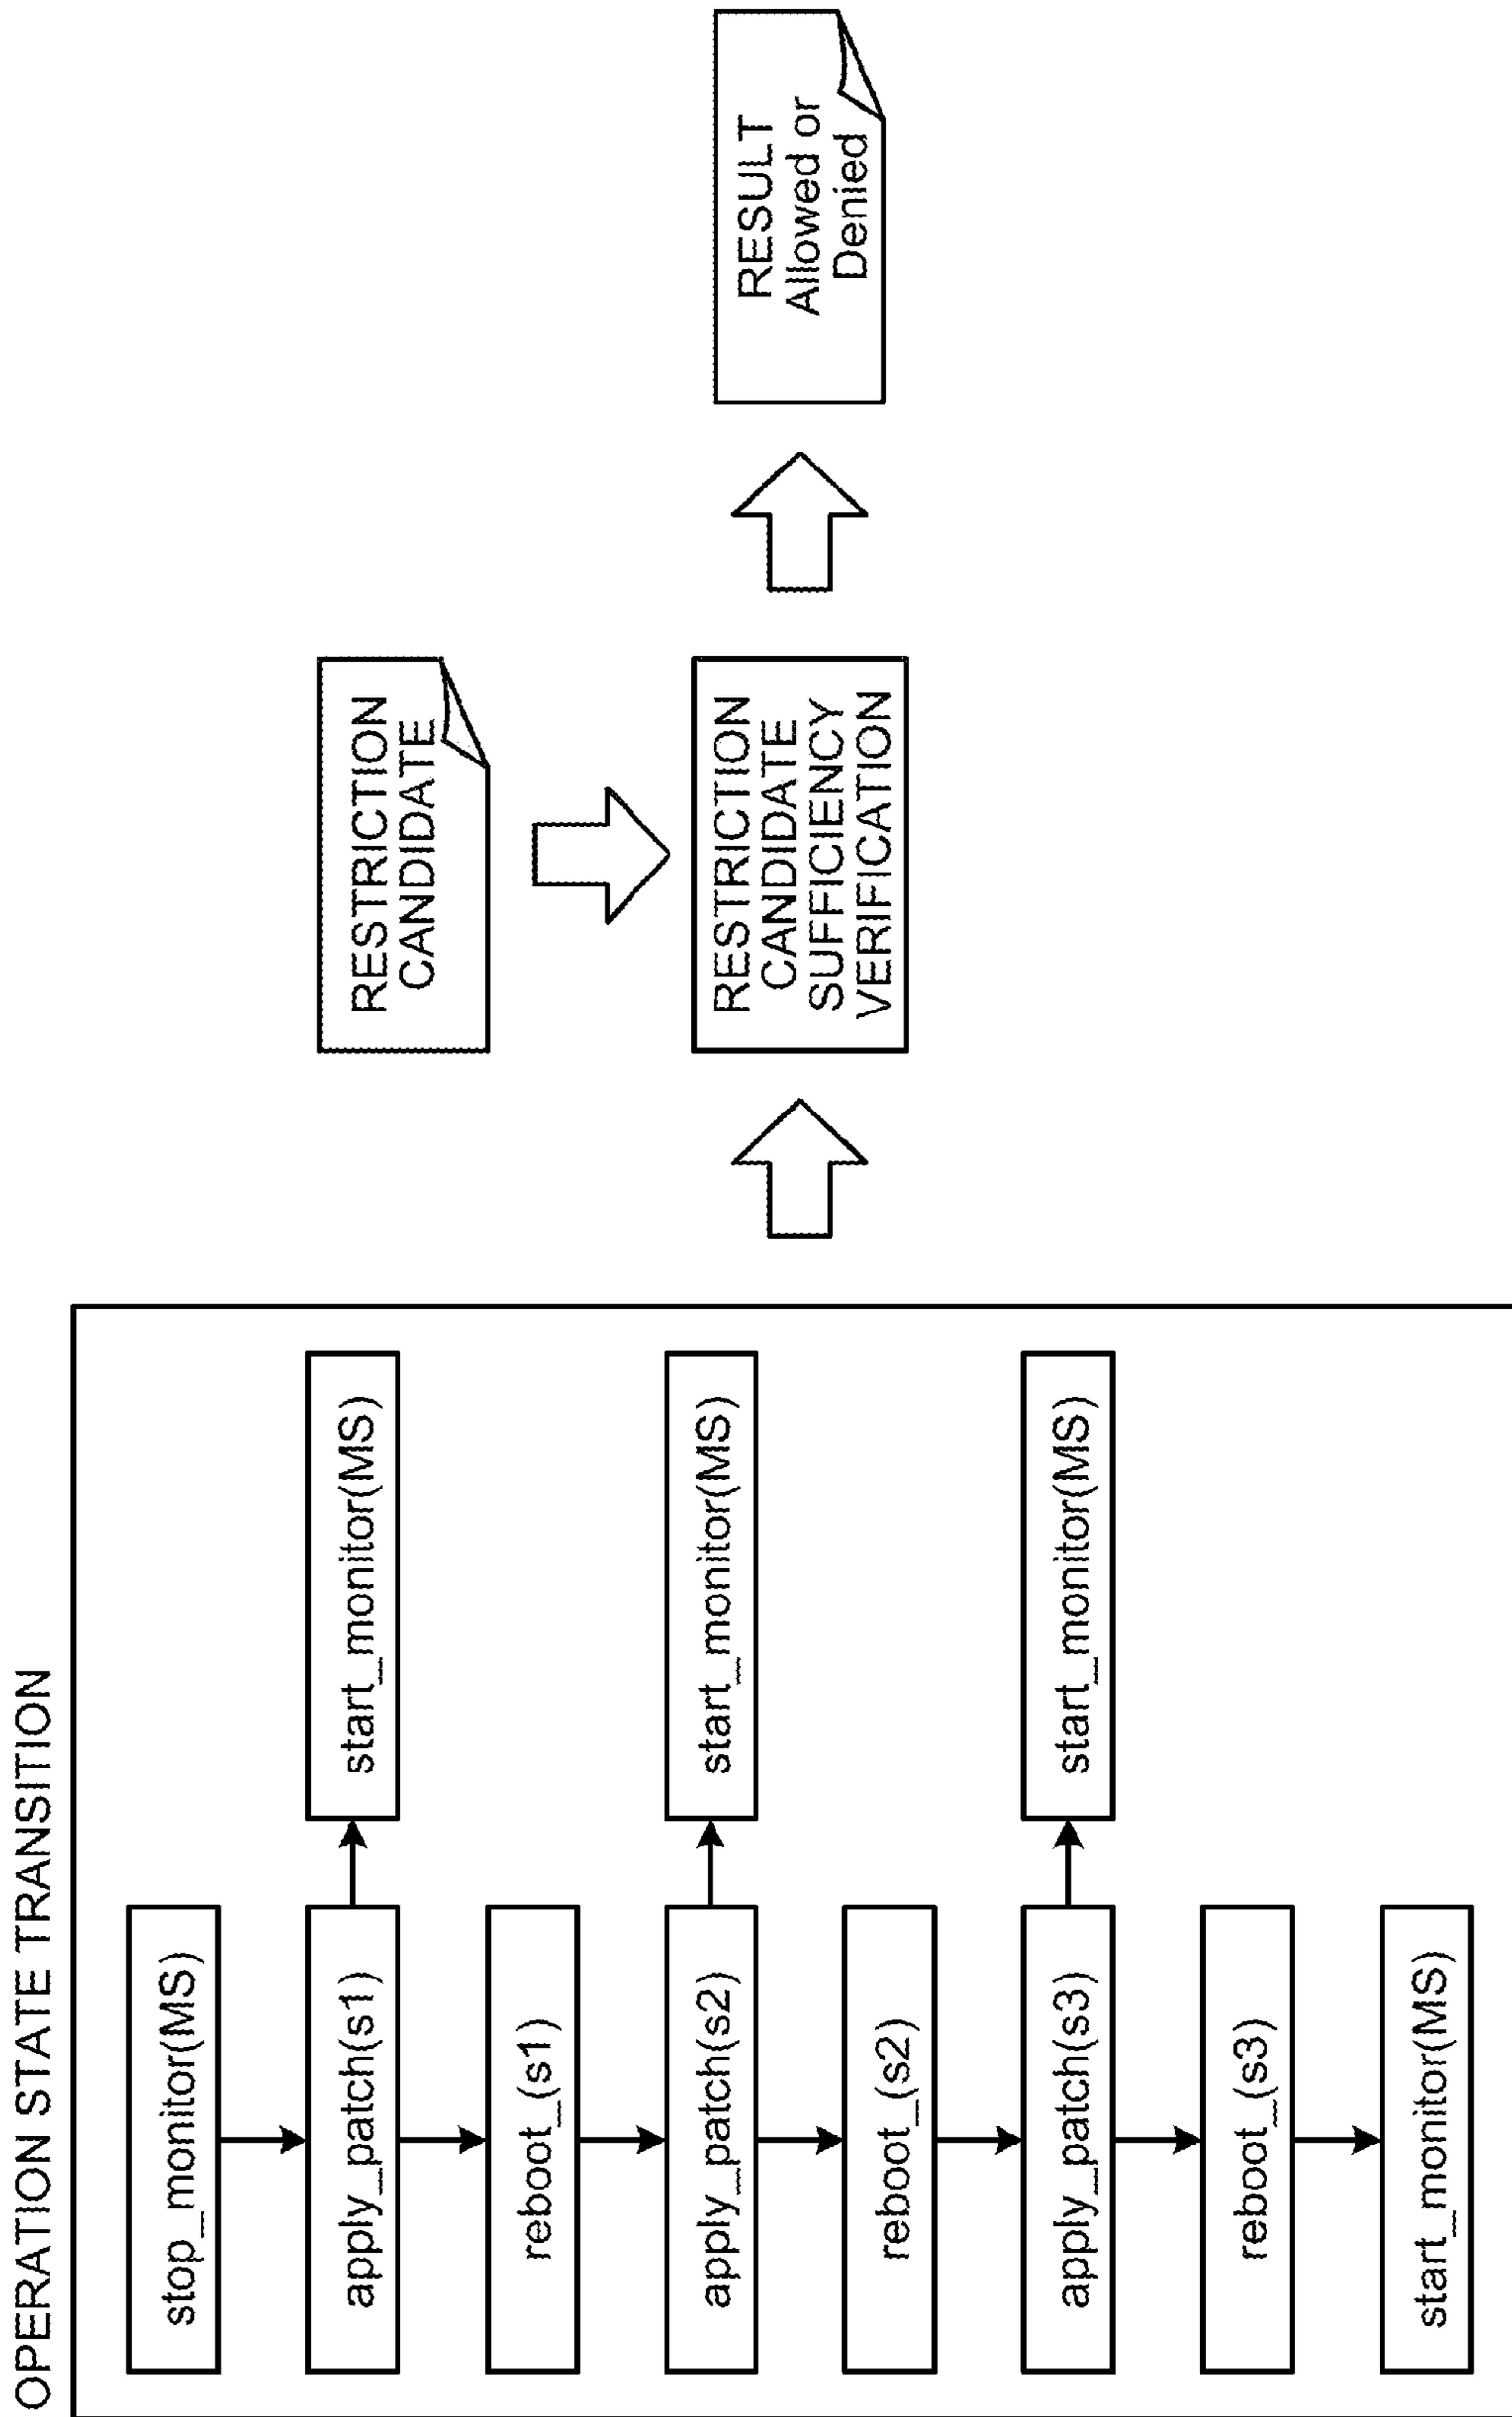 OPERATION STATE TRANSITION
stop_monitor(MS)
apply_patch(s1)
start_monitor(MS)
reboot_(s1)
apply_patch(s2)
start_monitor(MS)
reboot_(s2)
apply_patch(s3)
start_monitor(MS)
reboot_(s3)
start_monitor(MS)
RESTRICTION
CANDIDATE
RESTRICTION
CANDIDATE
SUFFICIENCY
VERIFICATION
RESULT
Allowed or
Denied